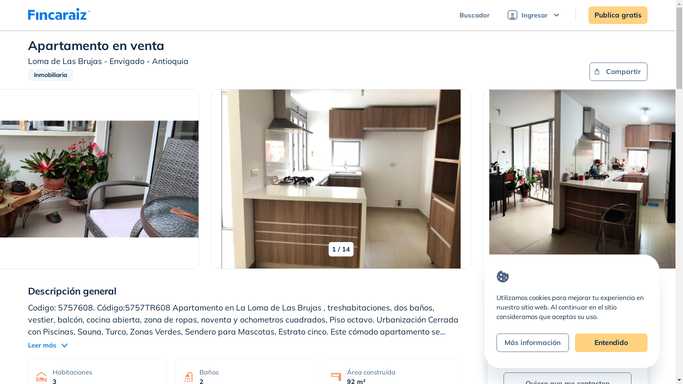 Fincaraíz
Buscador
Ingresar
Publica gratis
Apartamento en venta
Loma de Las Brujas - Envigado - Antioquia
Inmobiliaria
Compartir
1 / 14
Descripción general
Codigo: 5757608. Código:5757TR608 Apartamento en La Loma de Las Brujas , treshabitaciones, dos baños,
vestier, balcón, cocina abierta, zona de ropas, noventa y ochometros cuadrados, Piso octavo. Urbanización Cerrada
con Piscinas, Sauna, Turco, Zonas Verdes, Sendero para Mascotas, Estrato cinco. Este cómodo apartamento se...
Leer más
Habitaciones
3
Baños
2
Área construida
92 m²
Utilizamos cookies para mejorar tu experiencia en
nuestro sitio web. Al continuar en el sitio
consideramos que aceptas su uso.
Más información
Entendido
Quiero que me contacten